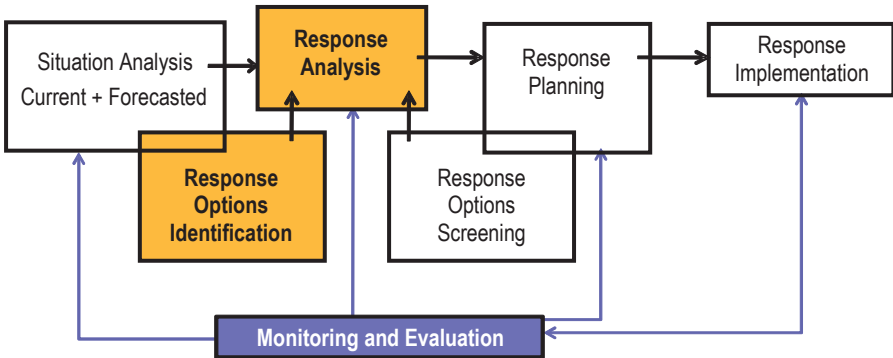 Situation Analysis
Current + Forecasted
Response
Analysis
Response
Planning
Response
Implementation
Response
Options
Identification
Response
Options
Screening
Monitoring and Evaluation